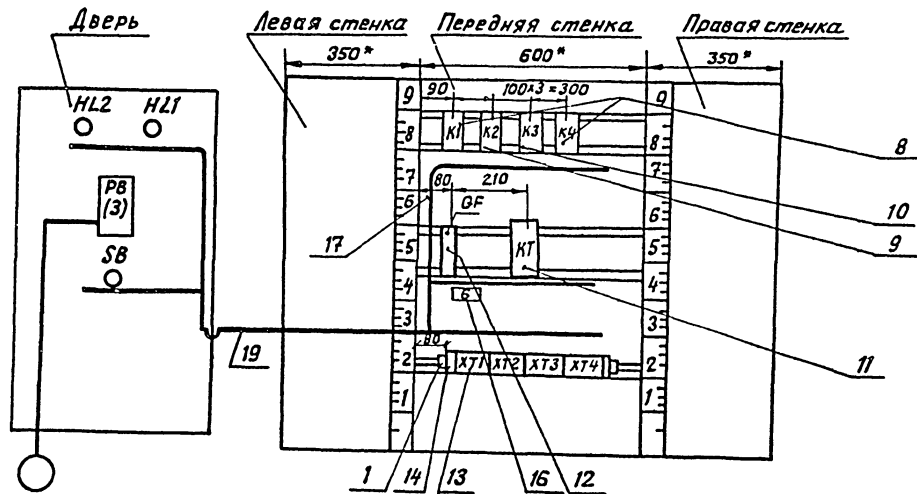 Дверь
Левая стенка
Передняя стенка
Правая стенка
350*
600*
350*
HL2
HL1
9
90
100×3=300
9
K1
K2
K3
K4
8
8
8
7
7
80
210
10
PB
(3)
6
GF
6
9
17
5
KT
5
SB
4
4
6
3
3
80
11
19
2
XT1
XT2
XT3
XT4
2
1
1
1
14
13
16
12